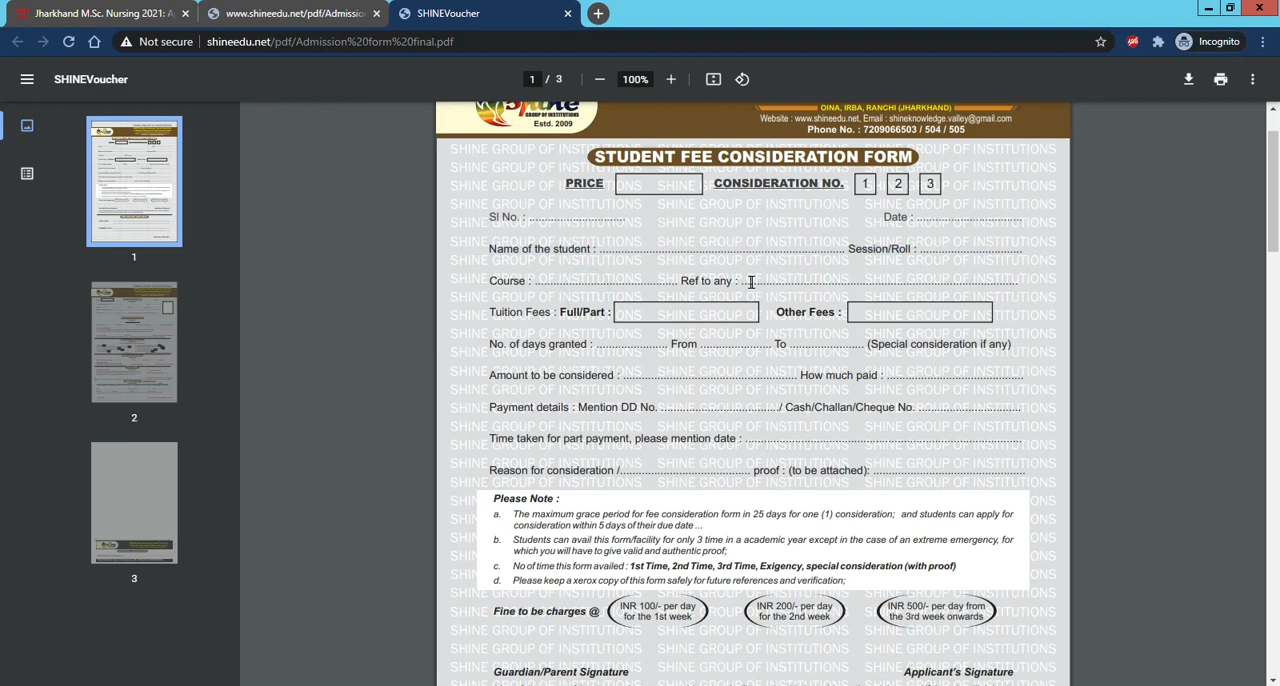 Jharkhand M.Sc. Nursing 2021: A
www.shineedu.net/pdf/Admissio
SHINEVoucher
Not secure
shineedu.net/pdf/Admission%20form%20final.pdf
Incognito
SHINEVoucher
1 / 3
100%
1
2
3
Shine
GROUP OF INSTITUTIONS
Estd. 2009
OINA, IRBA, RANCHI (JHARKHAND)
Website : www.shineedu.net, Email : shineknowledge.valley@gmail.com
Phone No. : 7209066503 / 504 / 505
STUDENT FEE CONSIDERATION FORM
PRICE CONSIDERATION NO. 1 2 3
Sl No. : ........................ Date : ...........................
Name of the student : ................................................................ Session/Roll : ..........................
Course : .................................... Ref to any : ......................................................................
Tuition Fees : Full/Part : Other Fees :
No. of days granted : .................. From .................. To ................... (Special consideration if any)
Amount to be considered : ............................................ How much paid : ...................................
Payment details : Mention DD No. ............................../ Cash/Challan/Cheque No. ..........................
Time taken for part payment, please mention date : ......................................................................
Reason for consideration /................................. proof : (to be attached): ......................................
Please Note :
a. The maximum grace period for fee consideration form in 25 days for one (1) consideration; and students can apply for
consideration within 5 days of their due date ...
b. Students can avail this form/facility for only 3 time in a academic year except in the case of an extreme emergency, for
which you will have to give valid and authentic proof;
c. No of time this form availed : 1st Time, 2nd Time, 3rd Time, Exigency, special consideration (with proof)
d. Please keep a xerox copy of this form safely for future references and verification;
Fine to be charges @
INR 100/- per day
for the 1st week
INR 200/- per day
for the 2nd week
INR 500/- per day from
the 3rd week onwards
Guardian/Parent Signature Applicant's Signature
SHINE GROUP OF INSTITUTIONS